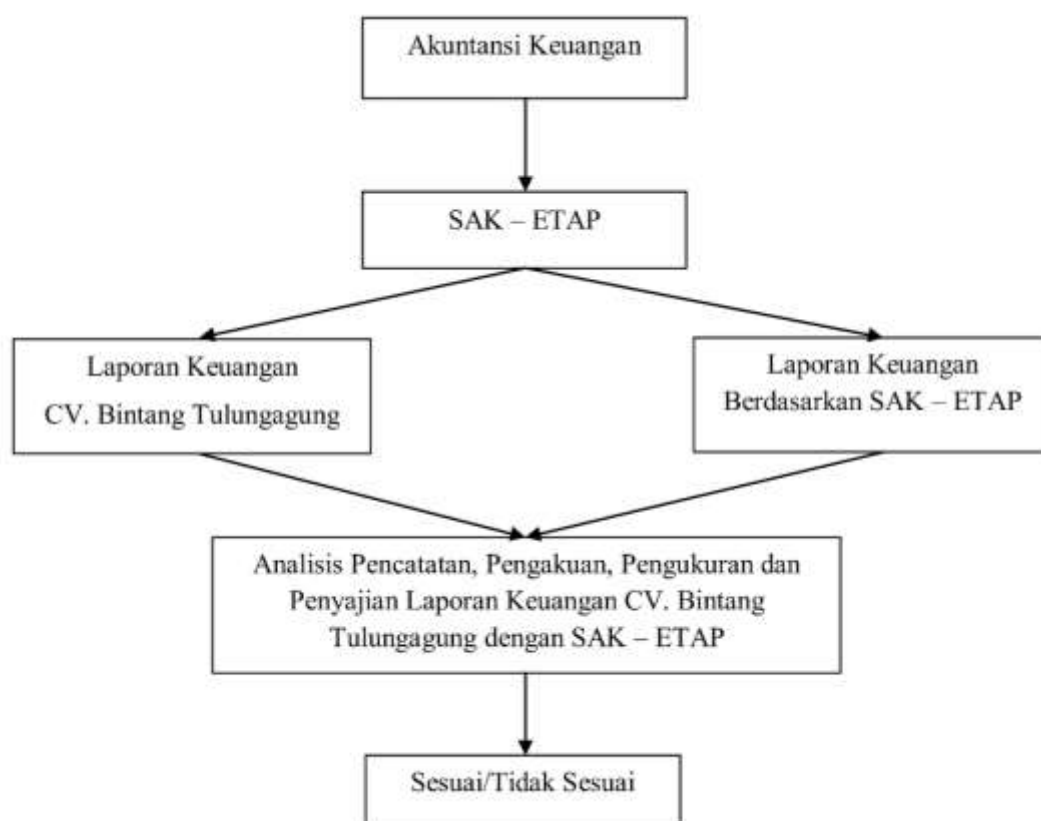 Akuntansi Keuangan
SAK – ETAP
Laporan Keuangan
CV. Bintang Tulungagung
Laporan Keuangan
Berdasarkan SAK – ETAP
Analisis Pencatatan, Pengakuan, Pengukuran dan
Penyajian Laporan Keuangan CV. Bintang
Tulungagung dengan SAK – ETAP
Sesuai/Tidak Sesuai